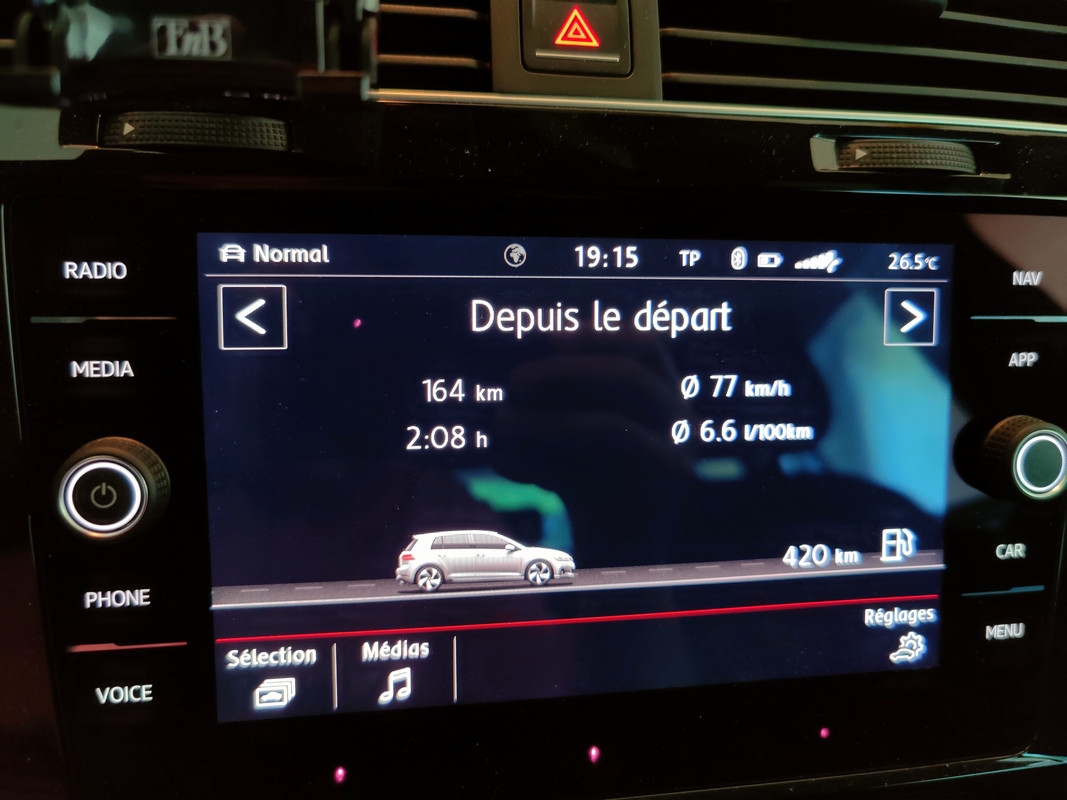 TnB
RADIO
MEDIA
PHONE
VOICE
Normal
19:15
TP
26.5°C
< Depuis le départ >
164 km
Ø 77 km/h
2:08 h
Ø 6.6 l/100km
420 km
Réglages
Sélection
Médias
NAV
APP
CAR
MENU